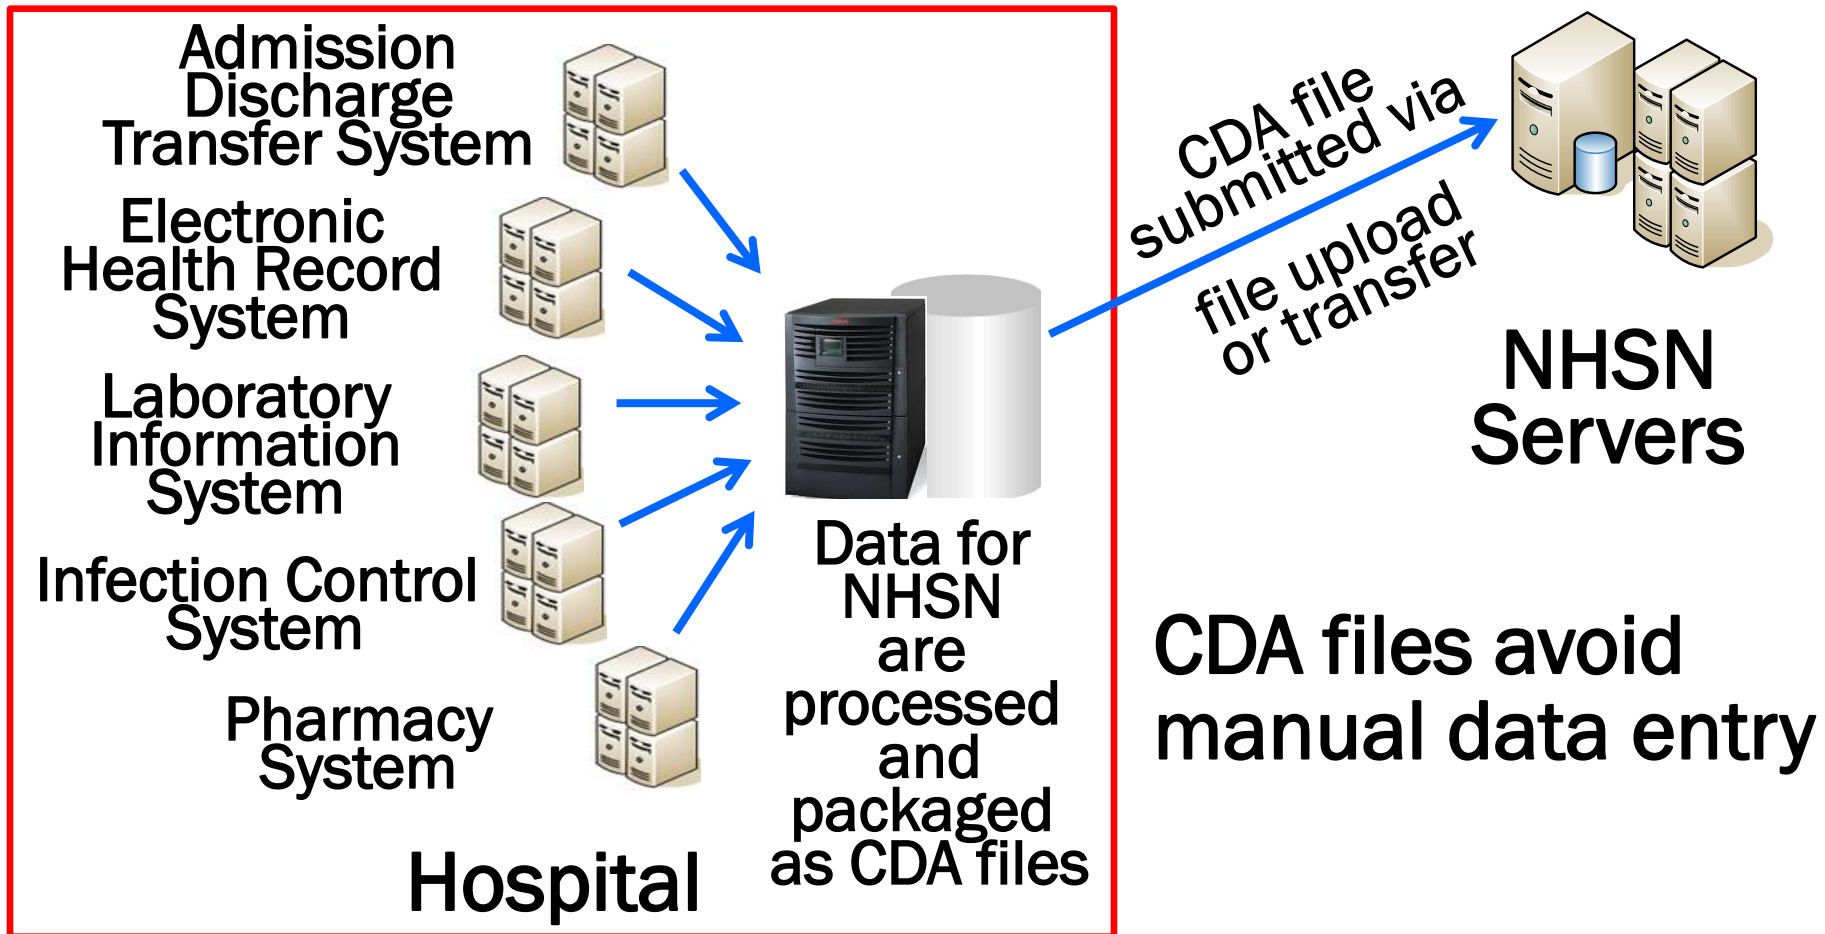 Admission
Discharge
Transfer System
Electronic
Health Record
System
Laboratory
Information
System
Infection Control
System
Pharmacy
System
Hospital
Data for
NHSN
are
processed
and
packaged
as CDA files
CDA file
submitted via
file upload
or transfer
NHSN
Servers
CDA files avoid
manual data entry